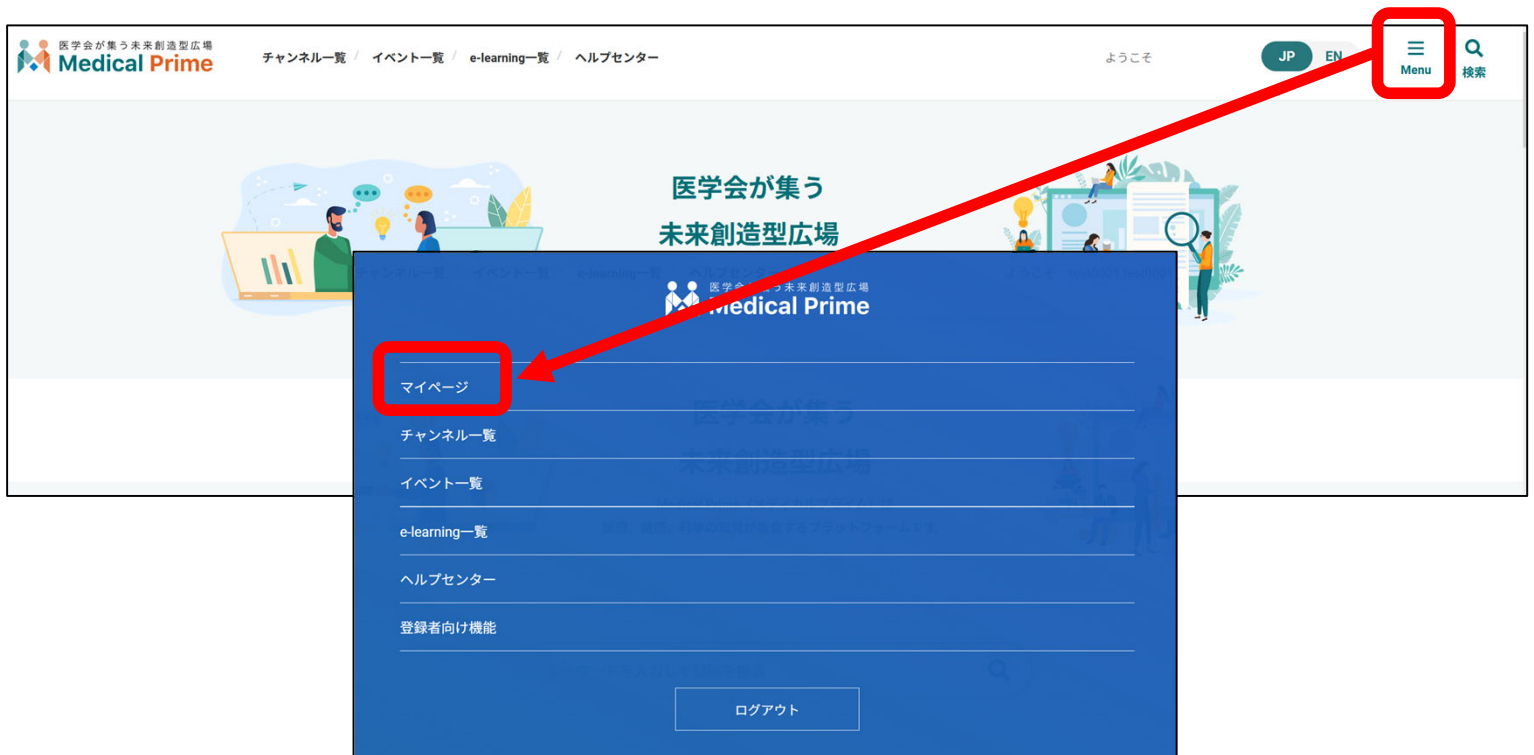 医学会が集う未来創造型広場
Medical Prime
チャンネル一覧 / イベント一覧 / e-learning一覧 / ヘルプセンター
ようこそ
JP EN
Menu
検索
医学会が集う
未来創造型広場
Medical Prime
マイページ
チャンネル一覧
イベント一覧
e-learning一覧
ヘルプセンター
登録者向け機能
ログアウト
医学会が集う
未来創造型広場